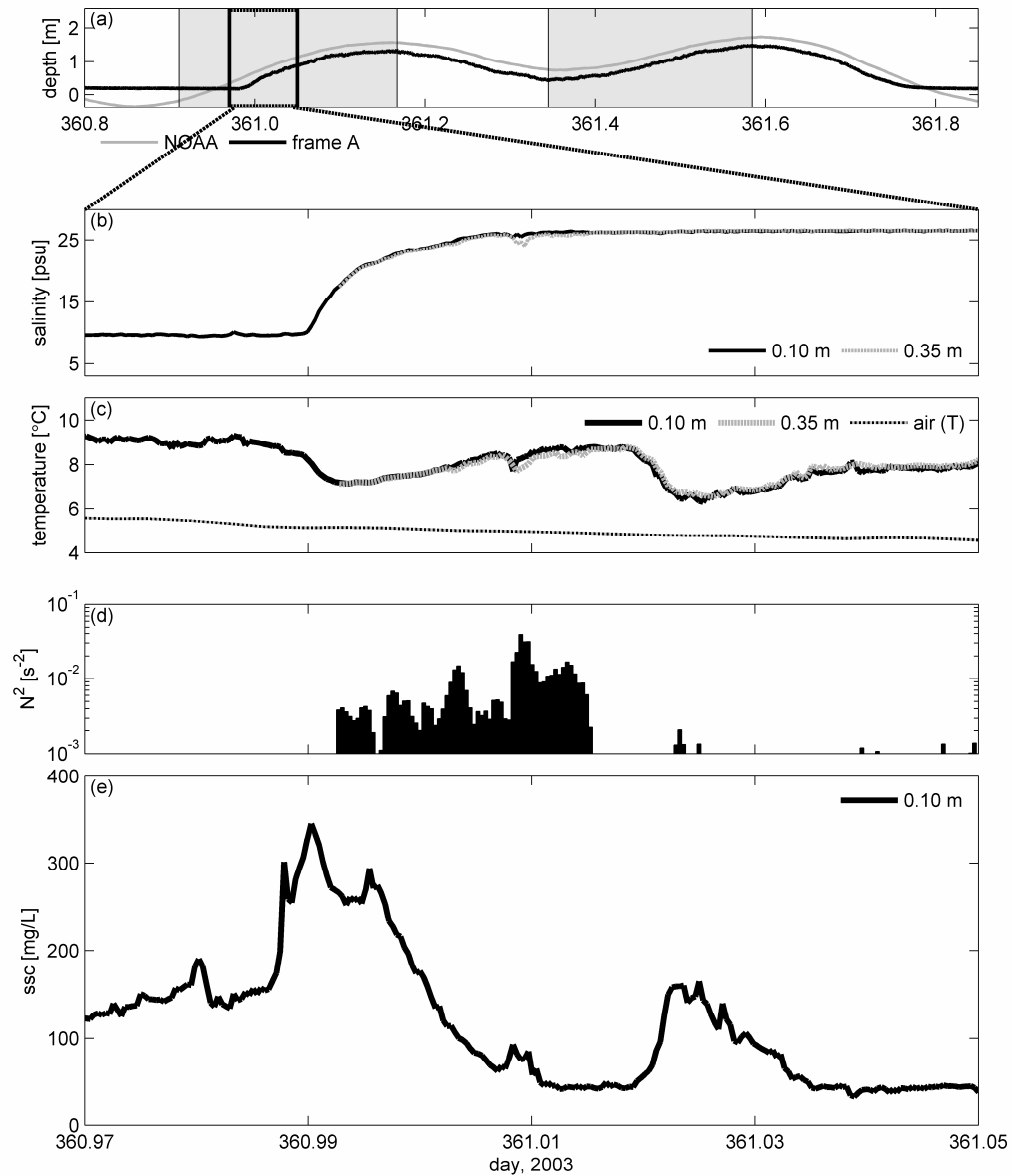 (a)
depth [m]
2
1
0
360.8 361.0 361.2 361.4 361.6 361.8
NOAA frame A
(b)
salinity [psu]
25
15
5
0.10 m 0.35 m
(c)
temperature [°C]
10
8
6
4
0.10 m 0.35 m air (T)
(d)
N² [s⁻²]
10⁻¹
10⁻²
10⁻³
(e)
ssc [mg/L]
400
300
200
100
0
0.10 m
360.97 360.99 361.01 361.03 361.05
day, 2003